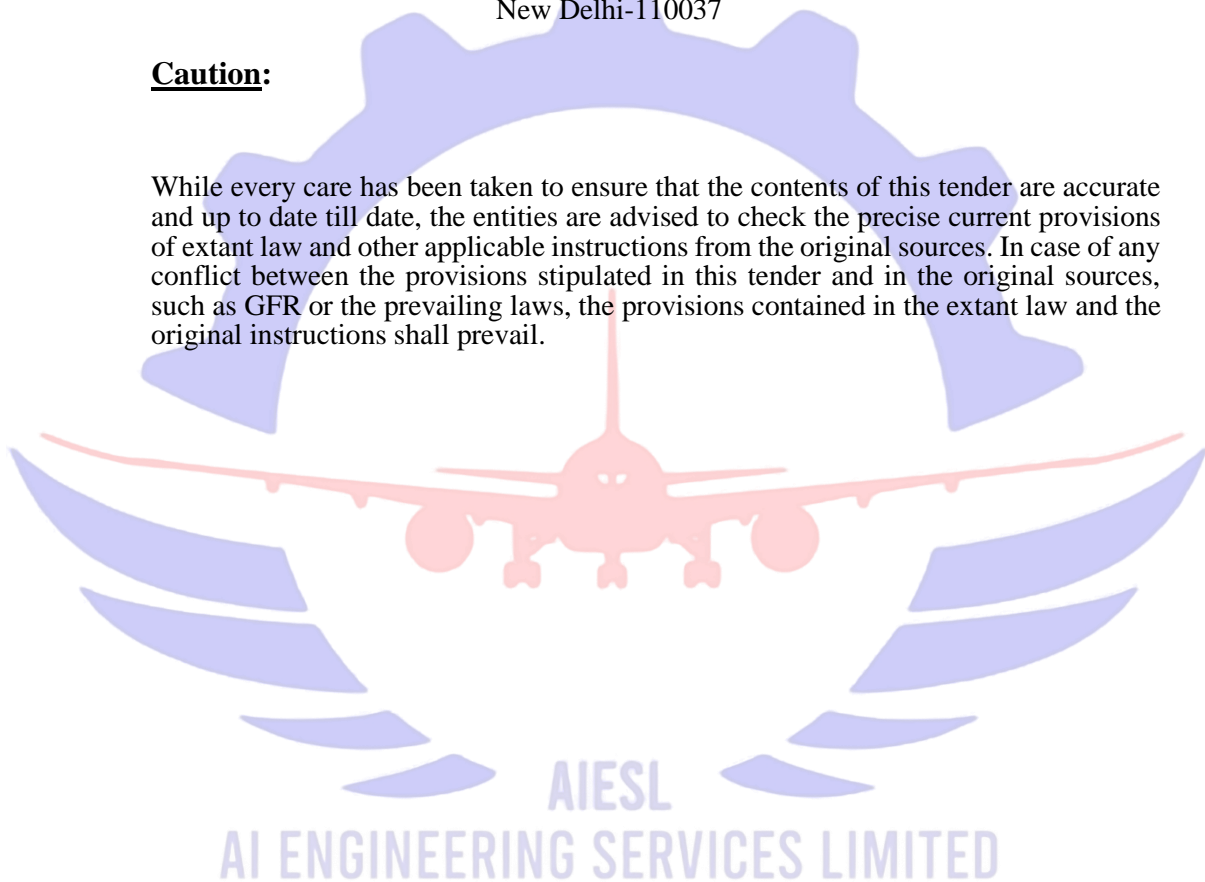 New Delhi-110037
Caution:
While every care has been taken to ensure that the contents of this tender are accurate
and up to date till date, the entities are advised to check the precise current provisions
of extant law and other applicable instructions from the original sources. In case of any
conflict between the provisions stipulated in this tender and in the original sources,
such as GFR or the prevailing laws, the provisions contained in the extant law and the
original instructions shall prevail.
AIESL
AI ENGINEERING SERVICES LIMITED